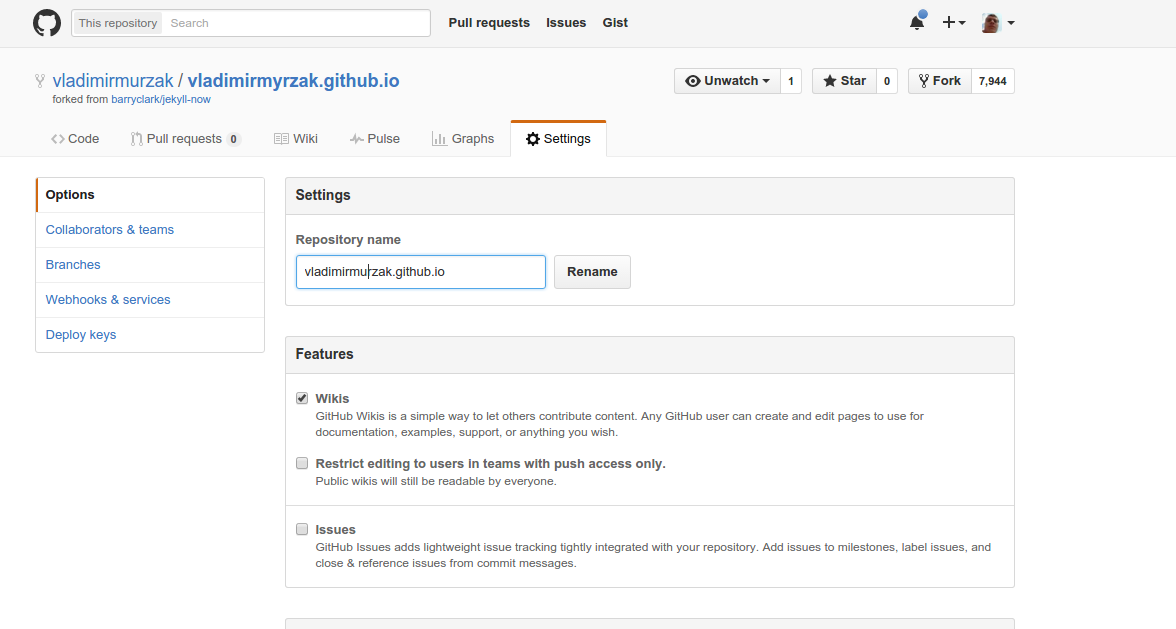 This repository Search Pull requests Issues Gist
vladimirmurzak / vladimirmyrzak.github.io Unwatch 1 Star 0 Fork 7,944
forked from barryclark/jekyll-now
Code Pull requests 0 Wiki Pulse Graphs Settings
Options
Collaborators & teams
Branches
Webhooks & services
Deploy keys
Settings
Repository name
vladimirmurzak.github.io Rename
Features
Wikis
GitHub Wikis is a simple way to let others contribute content. Any GitHub user can create and edit pages to use for
documentation, examples, support, or anything you wish.
Restrict editing to users in teams with push access only.
Public wikis will still be readable by everyone.
Issues
GitHub Issues adds lightweight issue tracking tightly integrated with your repository. Add issues to milestones, label issues, and
close & reference issues from commit messages.